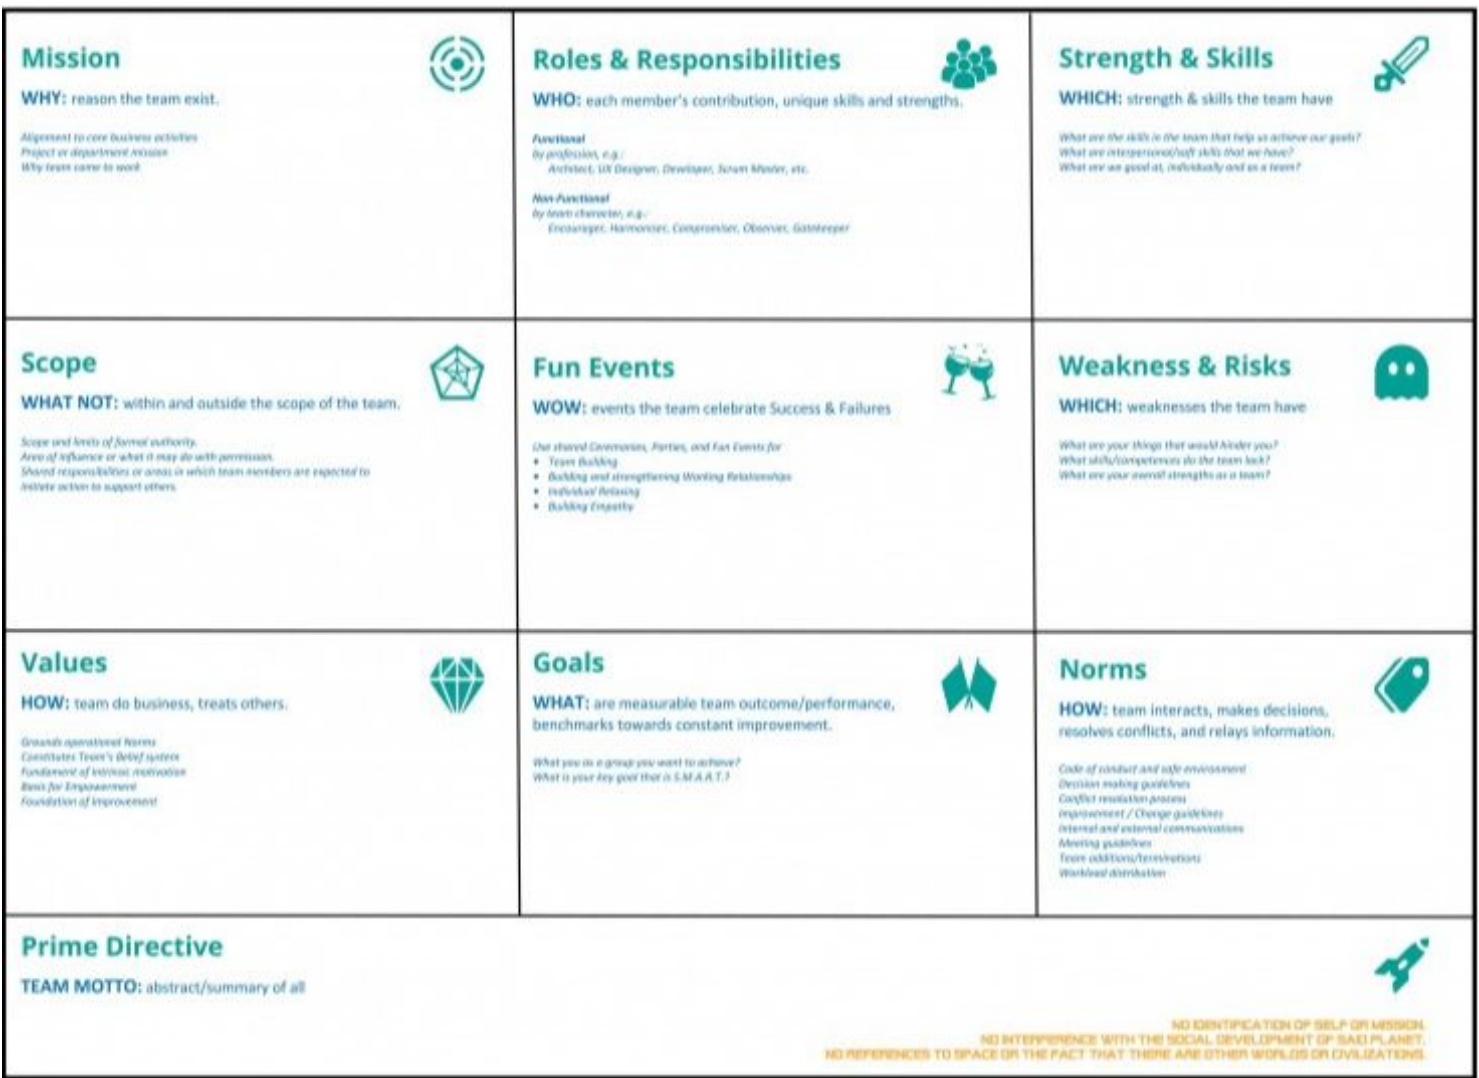 Mission
WHY: reason the team exist.
Alignment to core business activities
Project or department mission
Why team came to work
Roles & Responsibilities
WHO: each member's contribution, unique skills and strengths.
Functional
by profession, e.g.:
Architect, UX Designer, Developer, Scrum Master, etc.
Non-Functional
by team character, e.g.:
Encourager, Harmoniser, Compromiser, Observer, Gatekeeper
Strength & Skills
WHICH: strength & skills the team have
What are the skills in the team that help us achieve our goals?
What are interpersonal/soft skills that we have?
What are we good at, individually and as a team?
Scope
WHAT NOT: within and outside the scope of the team.
Scope and limits of formal authority.
Area of influence or what it may do with permission.
Shared responsibilities or areas in which team members are expected to
initiate action to support others.
Fun Events
WOW: events the team celebrate Success & Failures
Use shared Ceremonies, Parties, and Fun Events for
• Team Building
• Building and strengthening Working Relationships
• Individual Relaxing
• Building Empathy
Weakness & Risks
WHICH: weaknesses the team have
What are your things that would hinder you?
What skills/competences do the team lack?
What are your overall strengths as a team?
Values
HOW: team do business, treats others.
Grounds operational Norms
Constitutes Team's Belief system
Fundament of intrinsic motivation
Basis for Empowerment
Foundation of Improvement
Goals
WHAT: are measurable team outcome/performance,
benchmarks towards constant improvement.
What you as a group you want to achieve?
What is your key goal that is S.M.A.R.T.?
Norms
HOW: team interacts, makes decisions,
resolves conflicts, and relays information.
Code of conduct and safe environment
Decision making guidelines
Conflict resolution process
Improvement / Change guidelines
Internal and external communications
Meeting guidelines
Team additions/terminations
Workload distribution
Prime Directive
TEAM MOTTO: abstract/summary of all
NO IDENTIFICATION OF SELF OR MISSION.
NO INTERFERENCE WITH THE SOCIAL DEVELOPMENT OF SAID PLANET.
NO REFERENCES TO SPACE OR THE FACT THAT THERE ARE OTHER WORLDS OR CIVILIZATIONS.